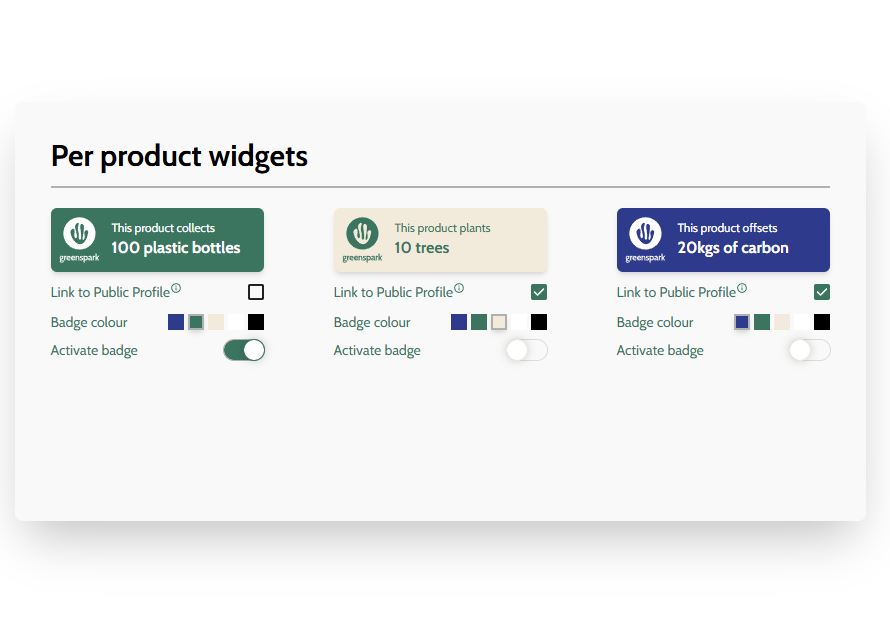 Per product widgets
This product collects
100 plastic bottles
greenspark
Link to Public Profile
Badge colour
Activate badge
This product plants
10 trees
greenspark
Link to Public Profile
Badge colour
Activate badge
This product offsets
20kgs of carbon
greenspark
Link to Public Profile
Badge colour
Activate badge